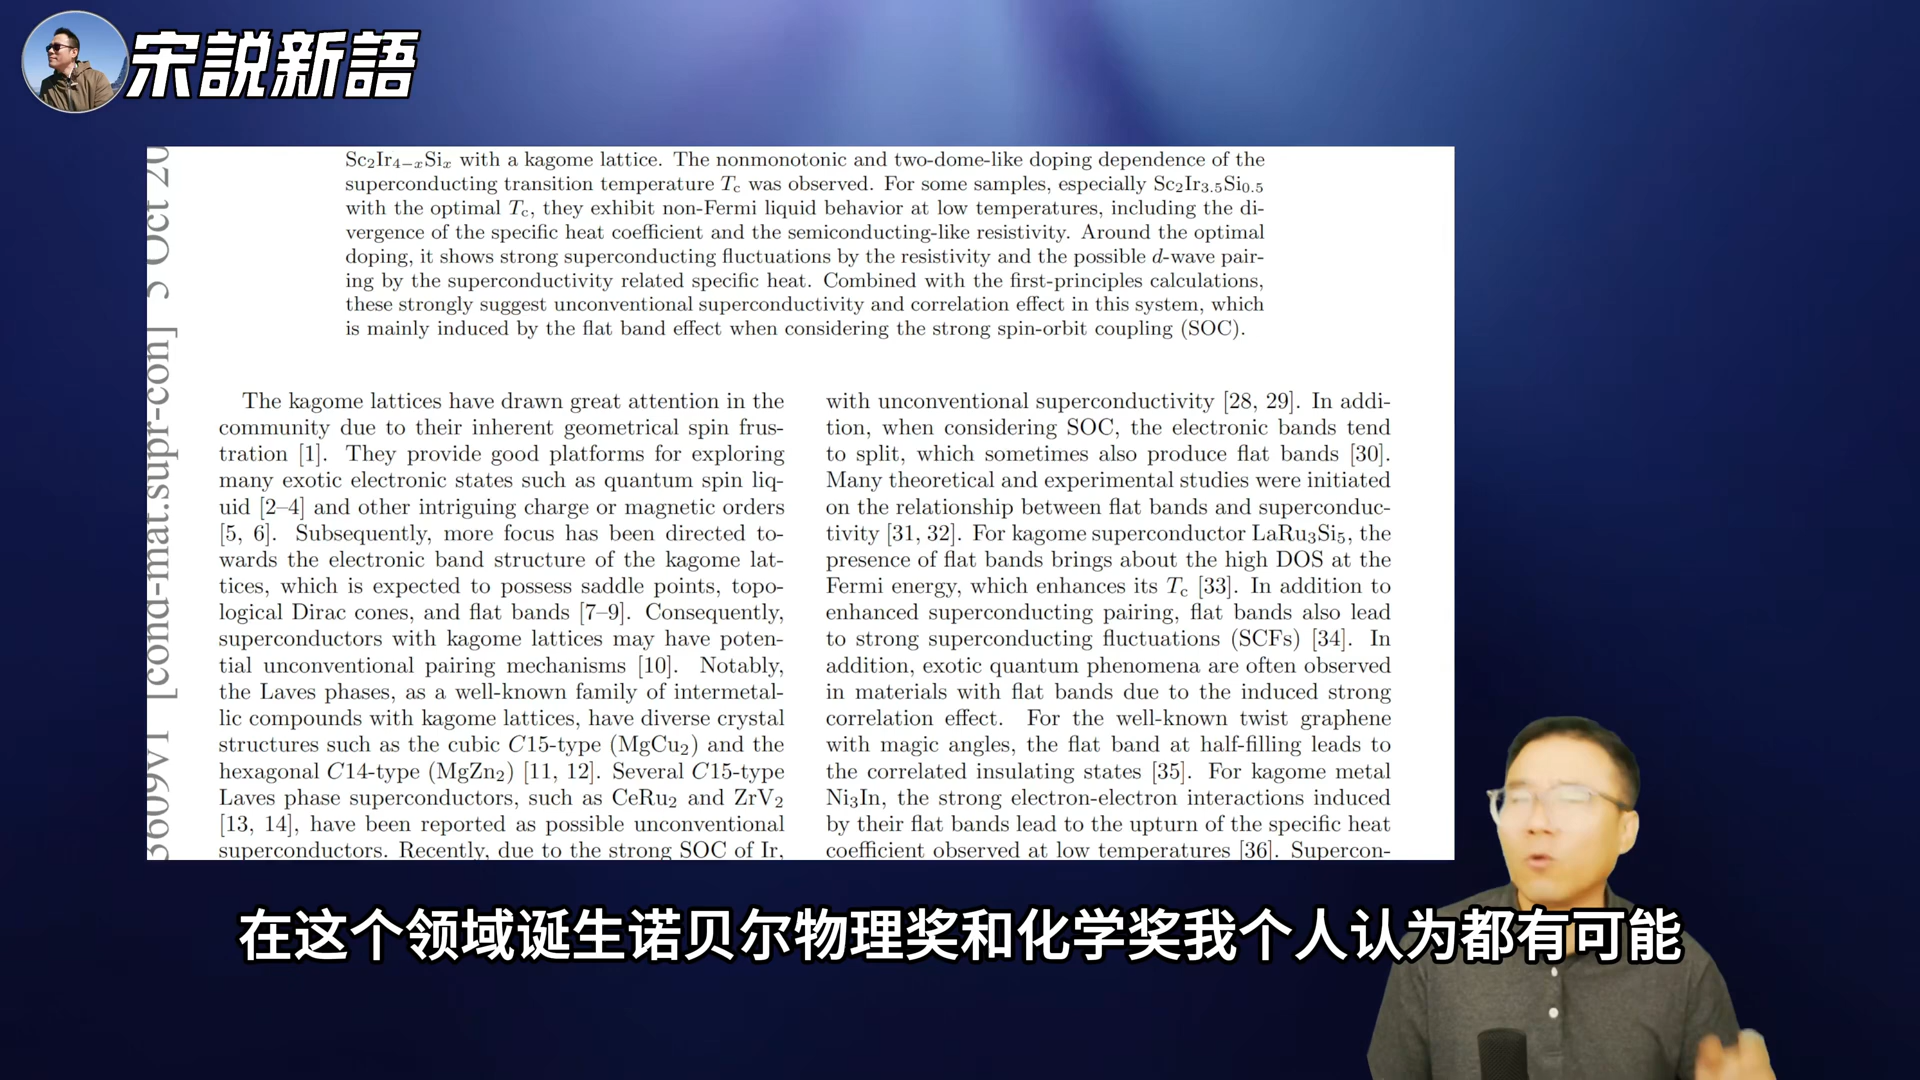 宋説新語
Sc₂Ir₄₋ₓSiₓ with a kagome lattice. The nonmonotonic and two-dome-like doping dependence of the
superconducting transition temperature T_c was observed. For some samples, especially Sc₂Ir₃.₅Si₀.₅
with the optimal T_c, they exhibit non-Fermi liquid behavior at low temperatures, including the di-
vergence of the specific heat coefficient and the semiconducting-like resistivity. Around the optimal
doping, it shows strong superconducting fluctuations by the resistivity and the possible d-wave pair-
ing by the superconductivity related specific heat. Combined with the first-principles calculations,
these strongly suggest unconventional superconductivity and correlation effect in this system, which
is mainly induced by the flat band effect when considering the strong spin-orbit coupling (SOC).
The kagome lattices have drawn great attention in the
community due to their inherent geometrical spin frus-
tration [1]. They provide good platforms for exploring
many exotic electronic states such as quantum spin liq-
uid [2–4] and other intriguing charge or magnetic orders
[5, 6]. Subsequently, more focus has been directed to-
wards the electronic band structure of the kagome lat-
tices, which is expected to possess saddle points, topo-
logical Dirac cones, and flat bands [7–9]. Consequently,
superconductors with kagome lattices may have poten-
tial unconventional pairing mechanisms [10]. Notably,
the Laves phases, as a well-known family of intermetal-
lic compounds with kagome lattices, have diverse crystal
structures such as the cubic C15-type (MgCu₂) and the
hexagonal C14-type (MgZn₂) [11, 12]. Several C15-type
Laves phase superconductors, such as CeRu₂ and ZrV₂
[13, 14], have been reported as possible unconventional
superconductors. Recently, due to the strong SOC of Ir,
with unconventional superconductivity [28, 29]. In addi-
tion, when considering SOC, the electronic bands tend
to split, which sometimes also produce flat bands [30].
Many theoretical and experimental studies were initiated
on the relationship between flat bands and superconduc-
tivity [31, 32]. For kagome superconductor LaRu₃Si₅, the
presence of flat bands brings about the high DOS at the
Fermi energy, which enhances its T_c [33]. In addition to
enhanced superconducting pairing, flat bands also lead
to strong superconducting fluctuations (SCFs) [34]. In
addition, exotic quantum phenomena are often observed
in materials with flat bands due to the induced strong
correlation effect. For the well-known twist graphene
with magic angles, the flat band at half-filling leads to
the correlated insulating states [35]. For kagome metal
Ni₃In, the strong electron-electron interactions induced
by their flat bands lead to the upturn of the specific heat
coefficient observed at low temperatures [36]. Supercon-
[cond-mat.supr-con]
在这个领域诞生诺贝尔物理奖和化学奖我个人认为都有可能